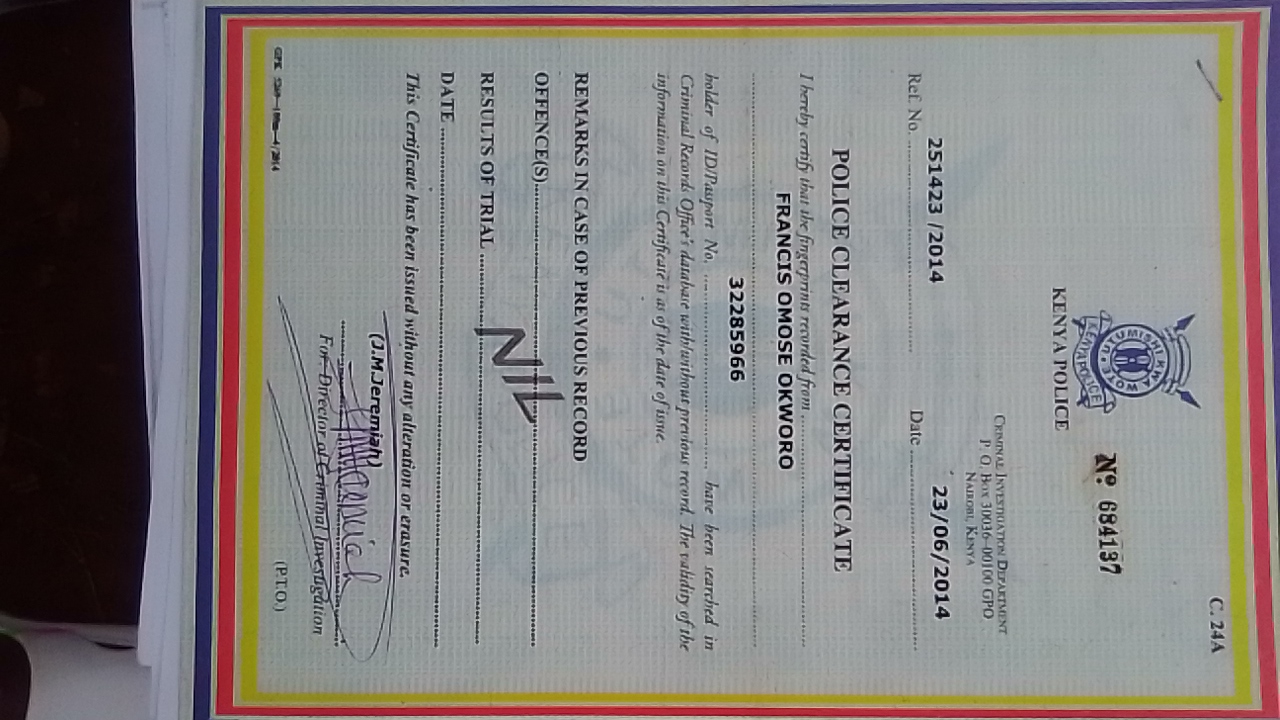 C. 24A
Nº 684137
UTUMISHI KWA WOTE
KENYA POLICE
KENYA POLICE
CRIMINAL INVESTIGATION DEPARTMENT
P. O. BOX 30036–00100 GPO
NAIROBI, KENYA
Ref. No. 251423 /2014 Date 23/06/2014
POLICE CLEARANCE CERTIFICATE
I hereby certify that the fingerprints recorded from
FRANCIS OMOSE OKWORO
holder of ID/Passport No. 32285966 have been searched in
Criminal Records Office's database with/without previous record. The validity of the
information on this Certificate is as of the date of issue.
REMARKS IN CASE OF PREVIOUS RECORD
OFFENCE(S)
NIL
RESULTS OF TRIAL
DATE
This Certificate has been issued without any alteration or erasure.
(J.M.Jeremiah)
For Director of Criminal Investigation
(P.T.O.)